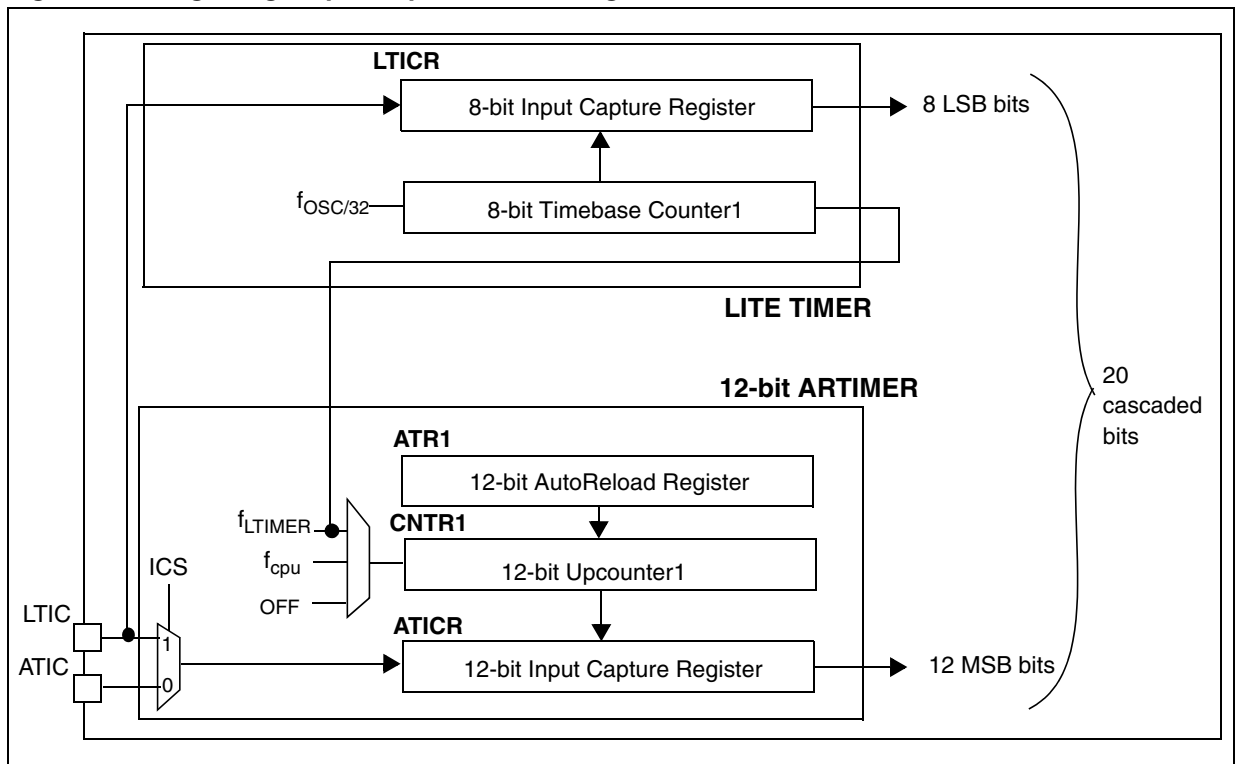 LTICR
8-bit Input Capture Register
8 LSB bits
fOSC/32
8-bit Timebase Counter1
LITE TIMER
12-bit ARTIMER
20
cascaded
bits
ATR1
12-bit AutoReload Register
fLTIMER
CNTR1
fcpu
12-bit Upcounter1
ICS
OFF
LTIC
1
ATICR
ATIC
12-bit Input Capture Register
12 MSB bits
0